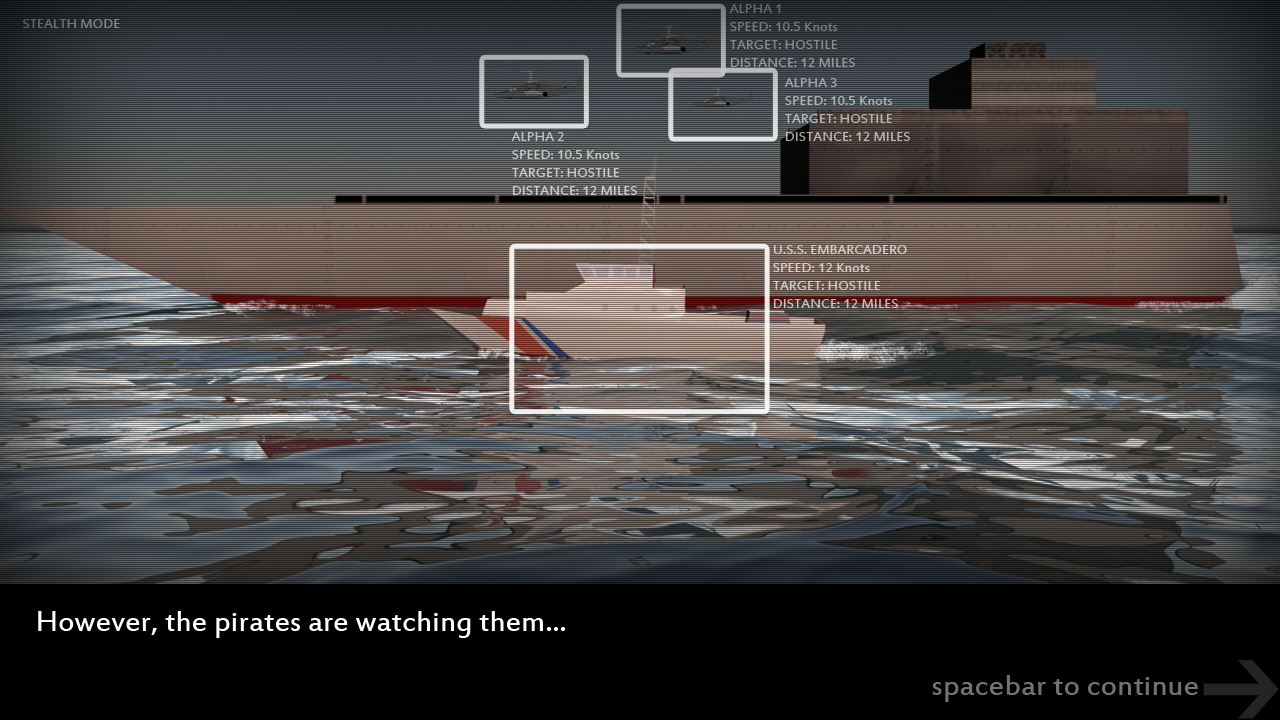 STEALTH MODE
ALPHA 1
SPEED: 10.5 Knots
TARGET: HOSTILE
DISTANCE: 12 MILES
ALPHA 3
SPEED: 10.5 Knots
TARGET: HOSTILE
DISTANCE: 12 MILES
ALPHA 2
SPEED: 10.5 Knots
TARGET: HOSTILE
DISTANCE: 12 MILES
U.S.S. EMBARCADERO
SPEED: 12 Knots
TARGET: HOSTILE
DISTANCE: 12 MILES
However, the pirates are watching them...
spacebar to continue